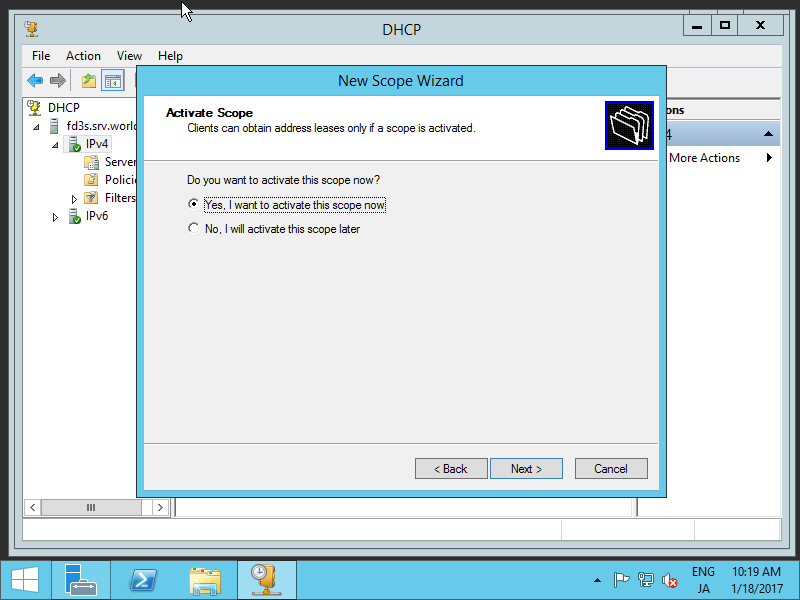 DHCP
File Action View Help
New Scope Wizard
DHCP
fd3s.srv.world
IPv4
Server
Policie
Filters
IPv6
ons
4
More Actions
Activate Scope
Clients can obtain address leases only if a scope is activated.
Do you want to activate this scope now?
Yes, I want to activate this scope now
No, I will activate this scope later
< Back
Next >
Cancel
ENG
JA
10:19 AM
1/18/2017